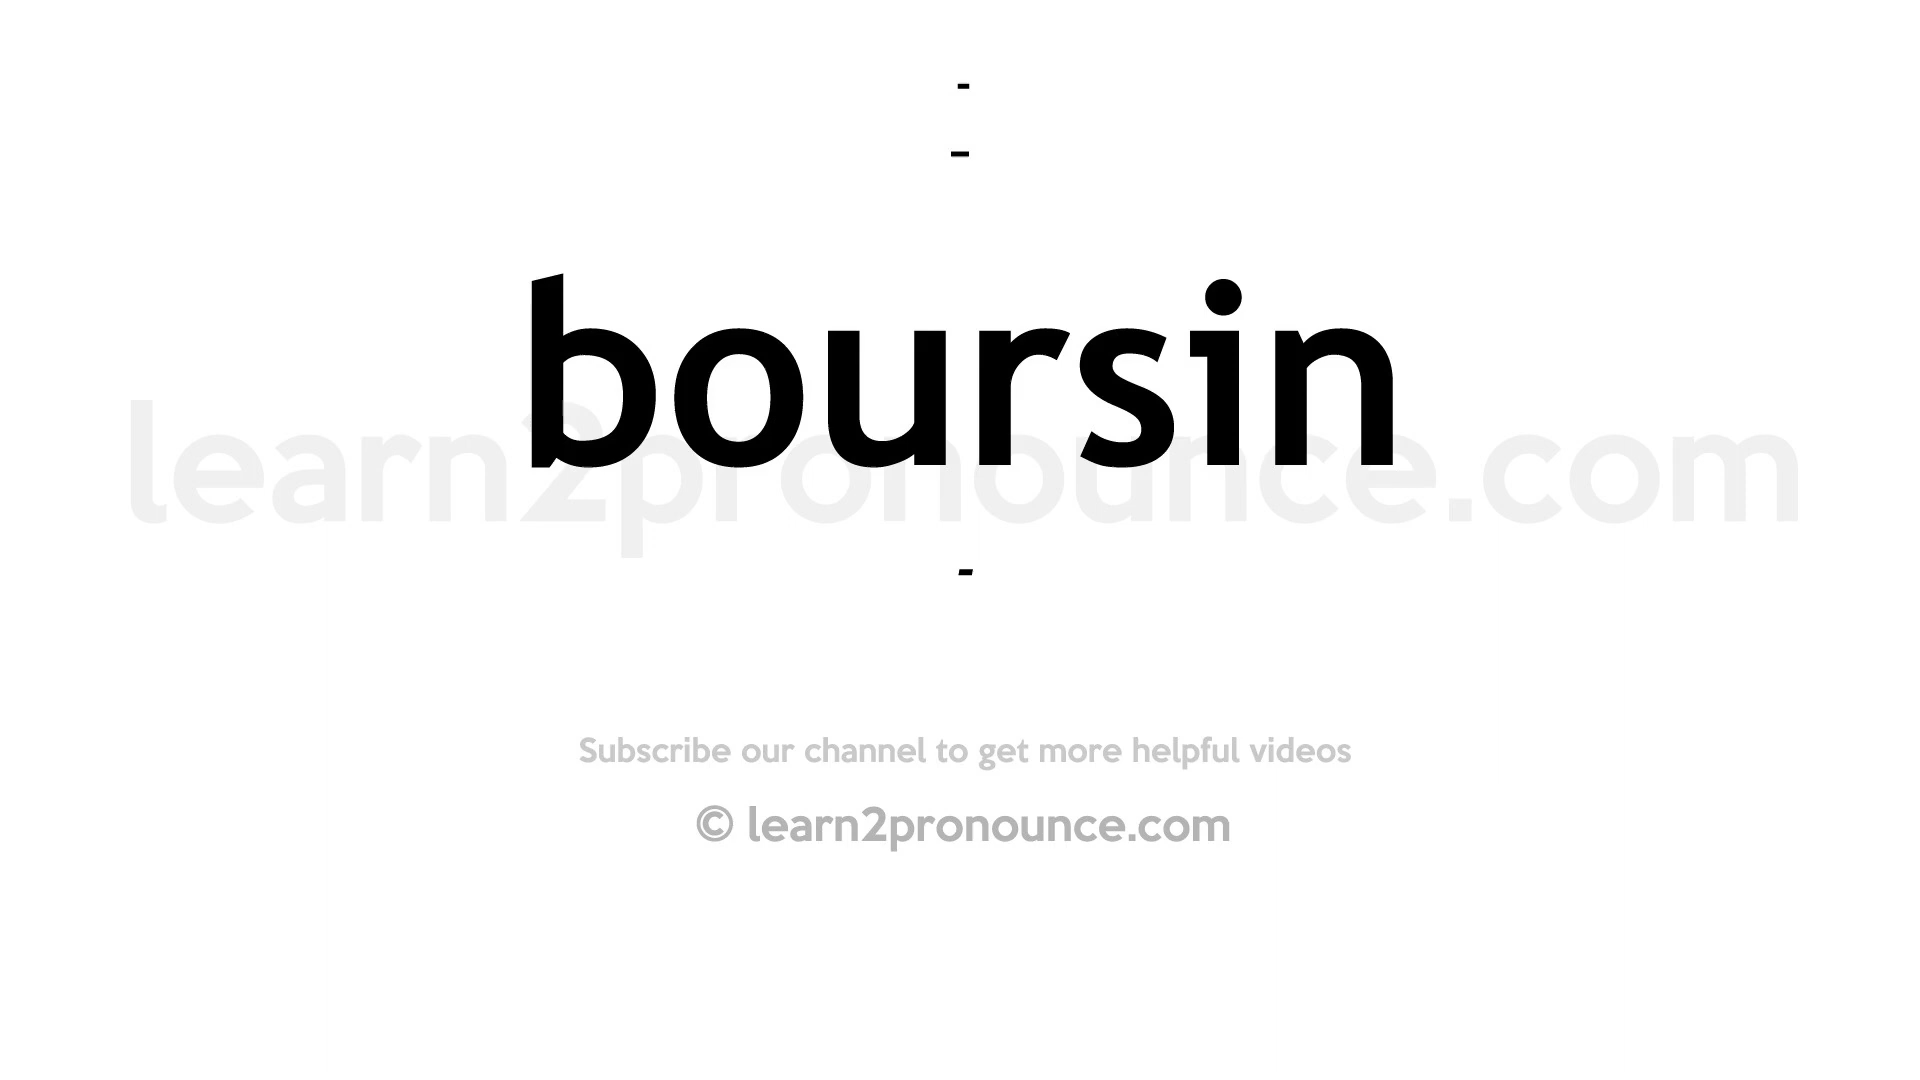 -
-
boursin
learn2pronounce.com
-
Subscribe our channel to get more helpful videos
© learn2pronounce.com